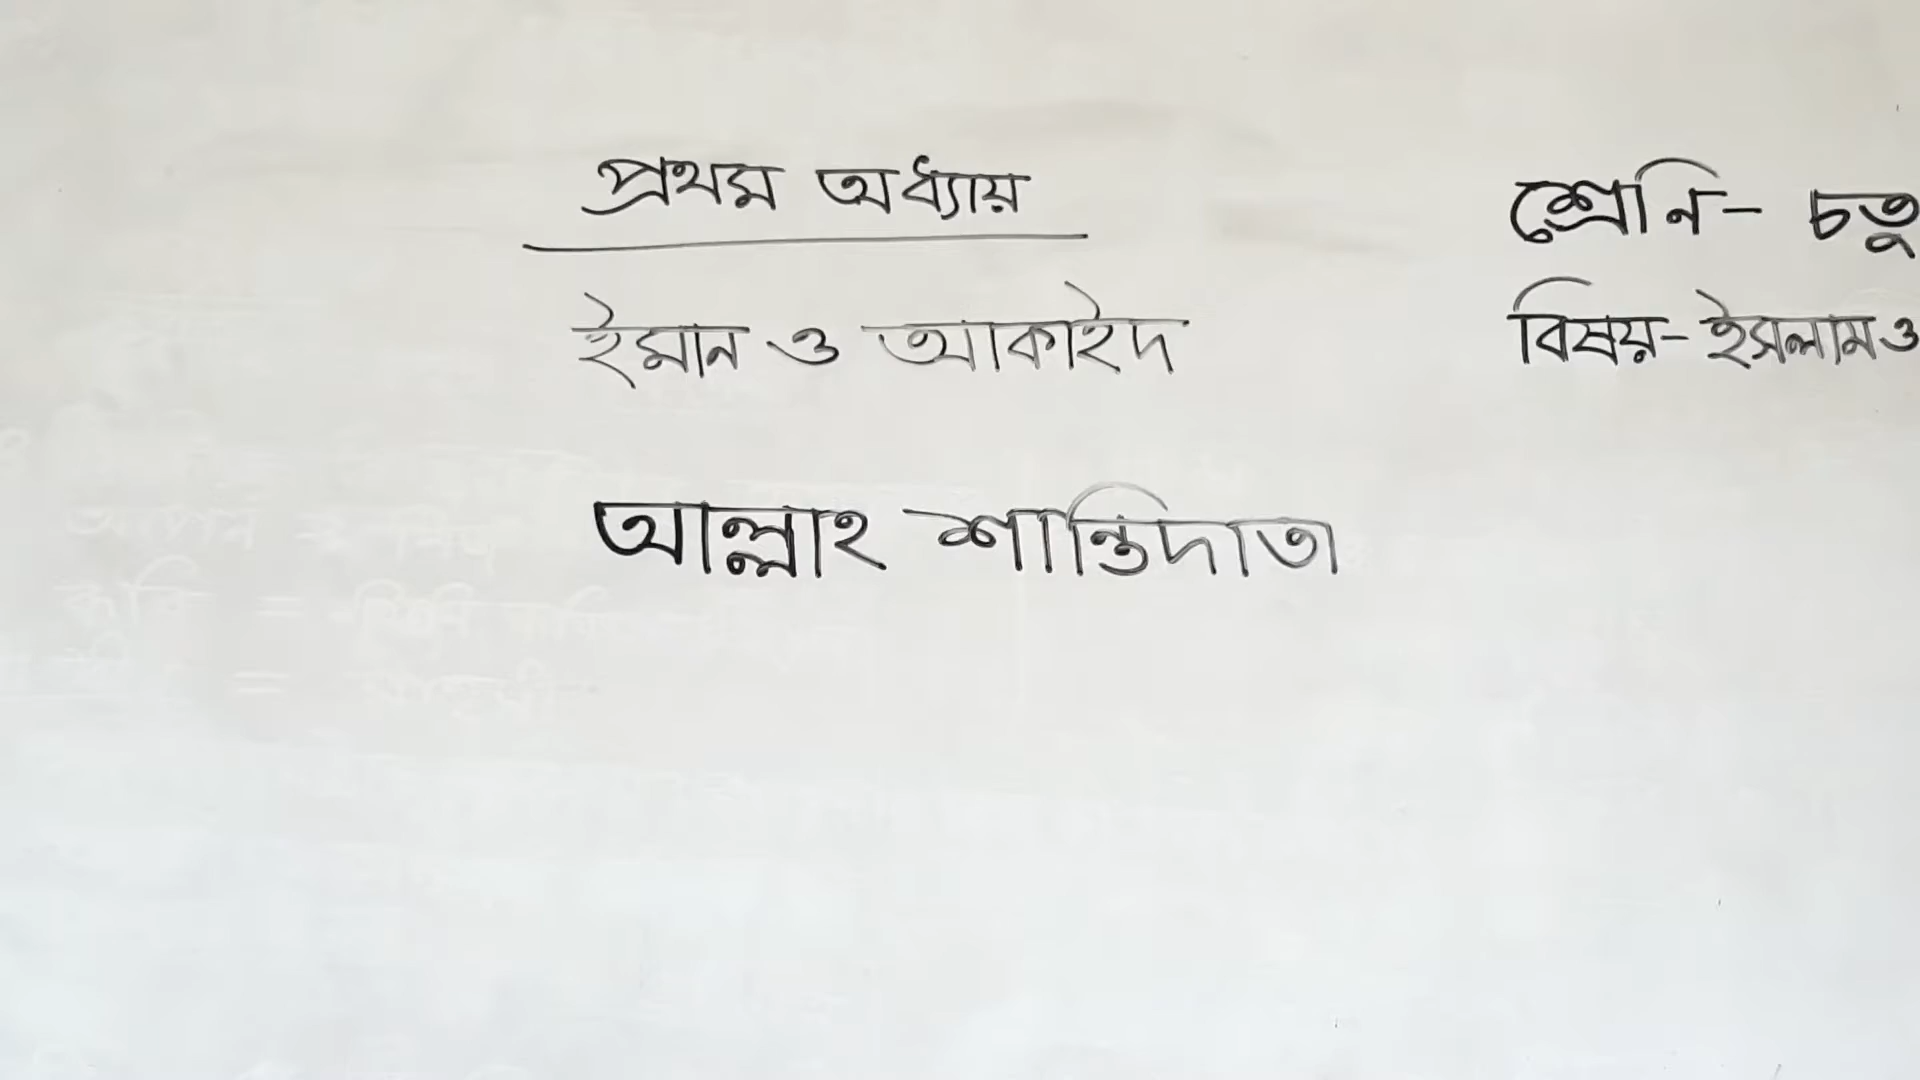 প্রথম অধ্যায়
ইমান ও আকাইদ
আল্লাহ শান্তিদাতা
শ্রেনি- চতু
বিষয়- ইসলাম ও